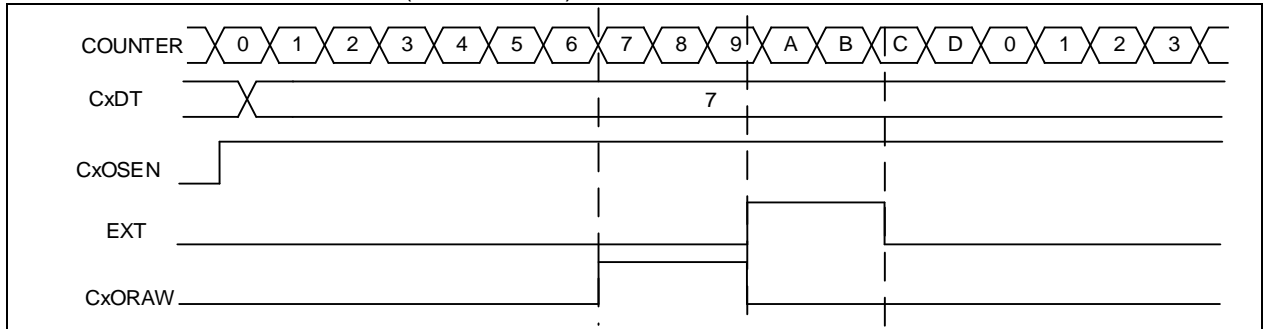 COUNTER 0 1 2 3 4 5 6 7 8 9 A B C D 0 1 2 3
CxDT 7
CxOSEN
EXT
CxORAW